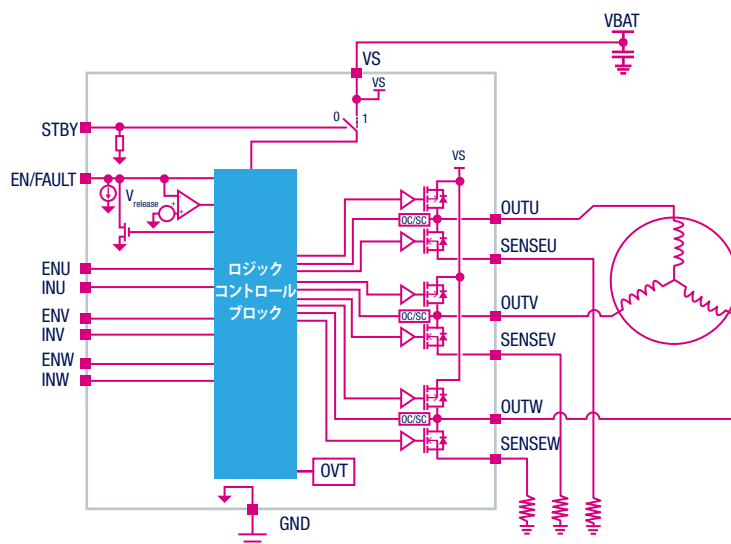 VBAT
VS
VS
0
1
STBY
VS
EN/FAULT
Vrelease
+
+
OUTU
OC/SC
SENSEU
ENU
ロジック
INU
コントロール
OUTV
OC/SC
ENV
ブロック
INV
SENSEV
ENW
INW
OUTW
OC/SC
SENSEW
OVT
GND